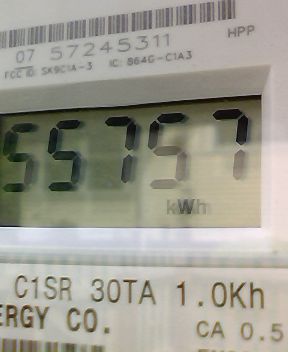 07 57245311
HPP
FCC ID: SK9C1A-3 IC: 864G-C1A3
55757
kWh
C1SR 30TA 1.0Kh
ERGY CO.
CA 0.5